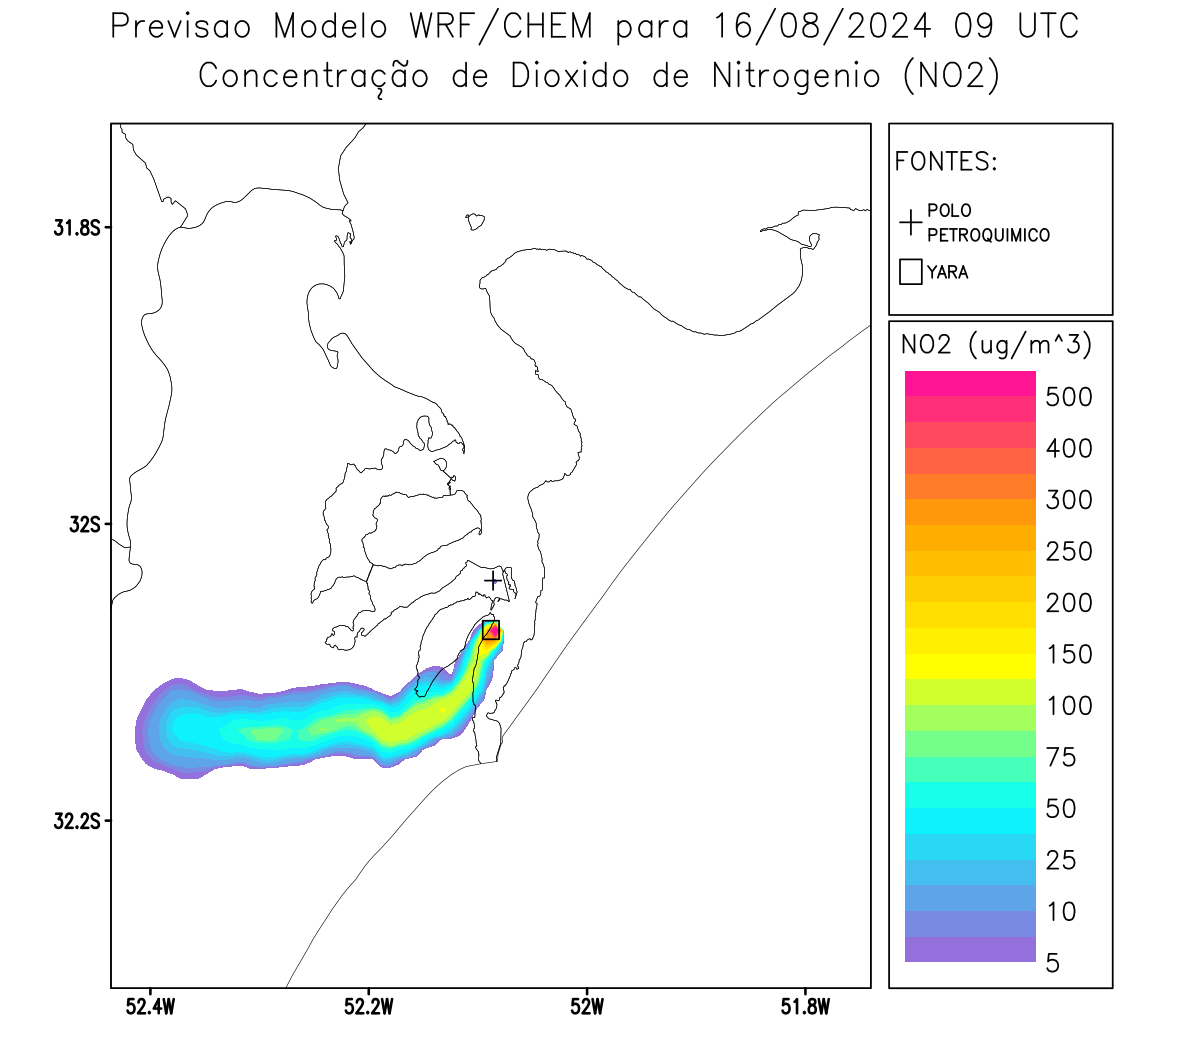 Previsao Modelo WRF/CHEM para 16/08/2024 09 UTC
Concentração de Dioxido de Nitrogenio (NO2)
FONTES:
POLO
PETROQUIMICO
YARA
NO2 (ug/m^3)
500
400
300
250
200
150
100
75
50
25
10
5
31.8S
32S
32.2S
52.4W
52.2W
52W
51.8W